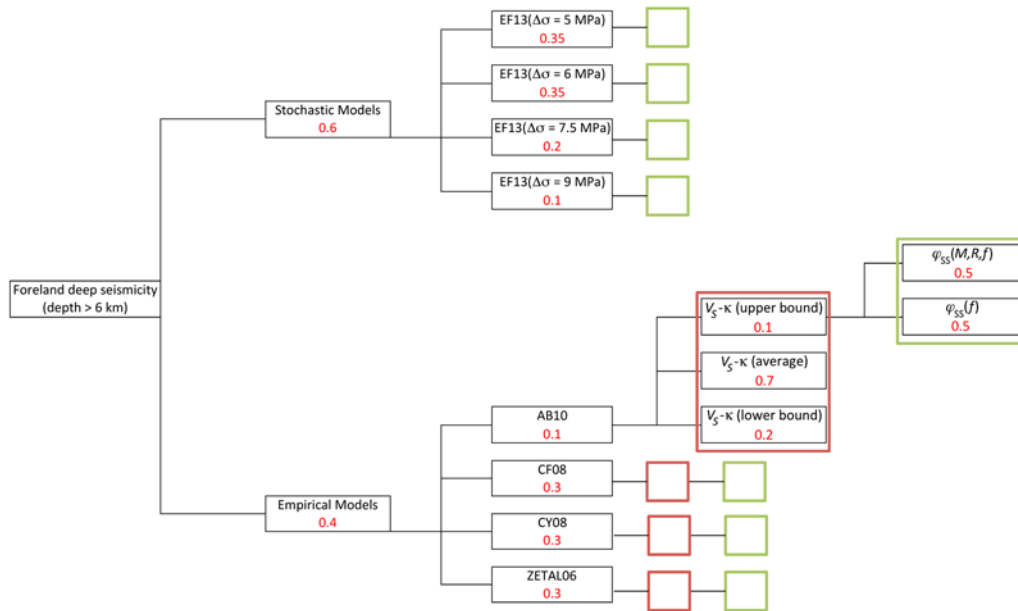 EF13(Δσ = 5 MPa)
0.35
EF13(Δσ = 6 MPa)
0.35
Stochastic Models
0.6
EF13(Δσ = 7.5 MPa)
0.2
EF13(Δσ = 9 MPa)
0.1
Foreland deep seismicity
(depth > 6 km)
φSS(M,R,f)
0.5
φSS(f)
0.5
VS-κ (upper bound)
0.1
VS-κ (average)
0.7
VS-κ (lower bound)
0.2
AB10
0.1
CF08
0.3
Empirical Models
0.4
CY08
0.3
ZETAL06
0.3